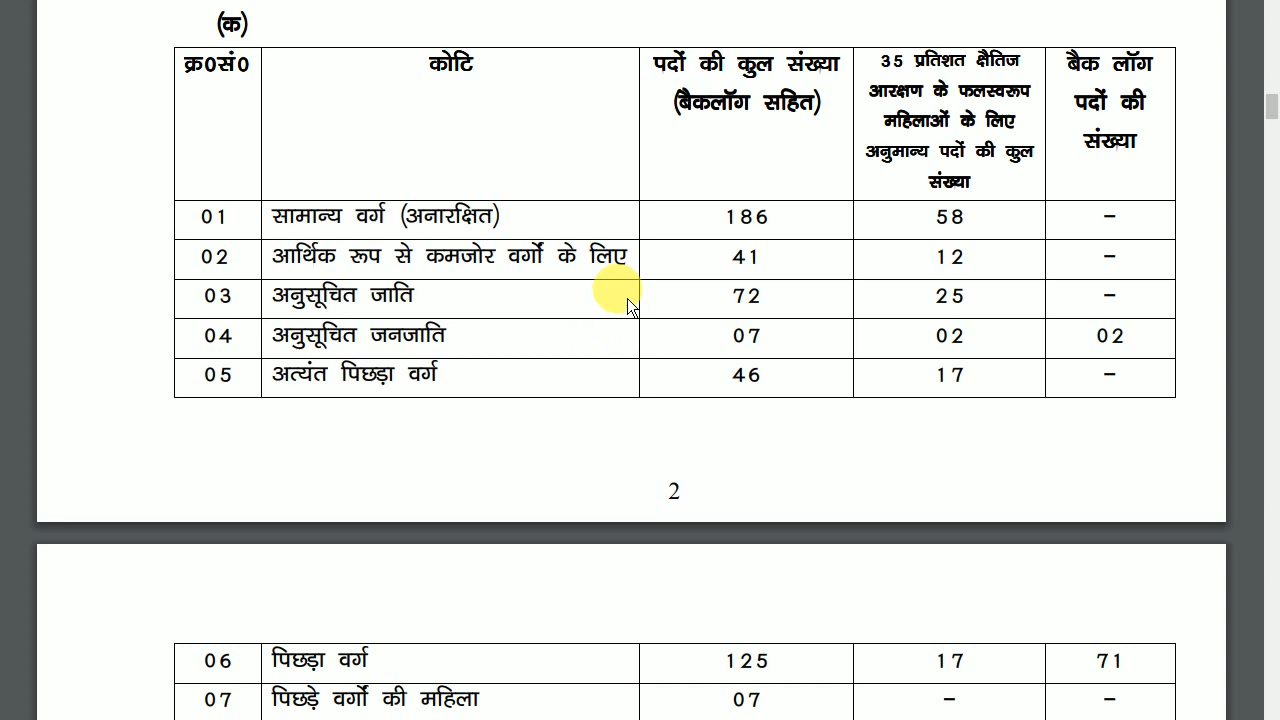 (क)
क्र0सं0 कोटि पदों की कुल संख्या (बैकलॉग सहित) 35 प्रतिशत क्षैतिज आरक्षण के फलस्वरूप महिलाओं के लिए अनुमान्य पदों की कुल संख्या बैक लॉग पदों की संख्या
01 सामान्य वर्ग (अनारक्षित) 186 58 –
02 आर्थिक रूप से कमजोर वर्गों के लिए 41 12 –
03 अनुसूचित जाति 72 25 –
04 अनुसूचित जनजाति 07 02 02
05 अत्यंत पिछड़ा वर्ग 46 17 –
2
06 पिछड़ा वर्ग 125 17 71
07 पिछड़े वर्गों की महिला 07 – –